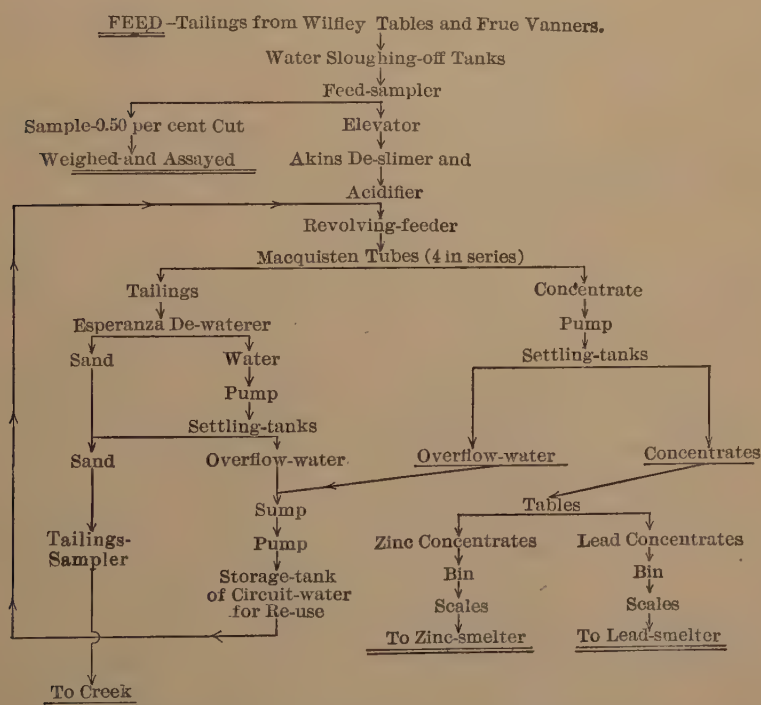 FEED–Tailings from Wilfley Tables and Frue Vanners.
Water Sloughing-off Tanks
Feed-sampler
Sample-0.50 per cent Cut
Elevator
Weighed-and Assayed
Akins De-slimer and
Acidifier
Revolving-feeder
Macquisten Tubes (4 in series)
Tailings
Concentrate
Esperanza De-waterer
Pump
Sand
Water
Settling-tanks
Pump
Settling-tanks
Sand
Overflow-water
Overflow-water
Concentrates
Sump
Tables
Tailings-
Sampler
Pump
Zinc Concentrates
Lead Concentrates
Storage-tank
of Circuit-water
for Re-use
Bin
Bin
Scales
Scales
To Zinc-smelter
To Lead-smelter
To Creek